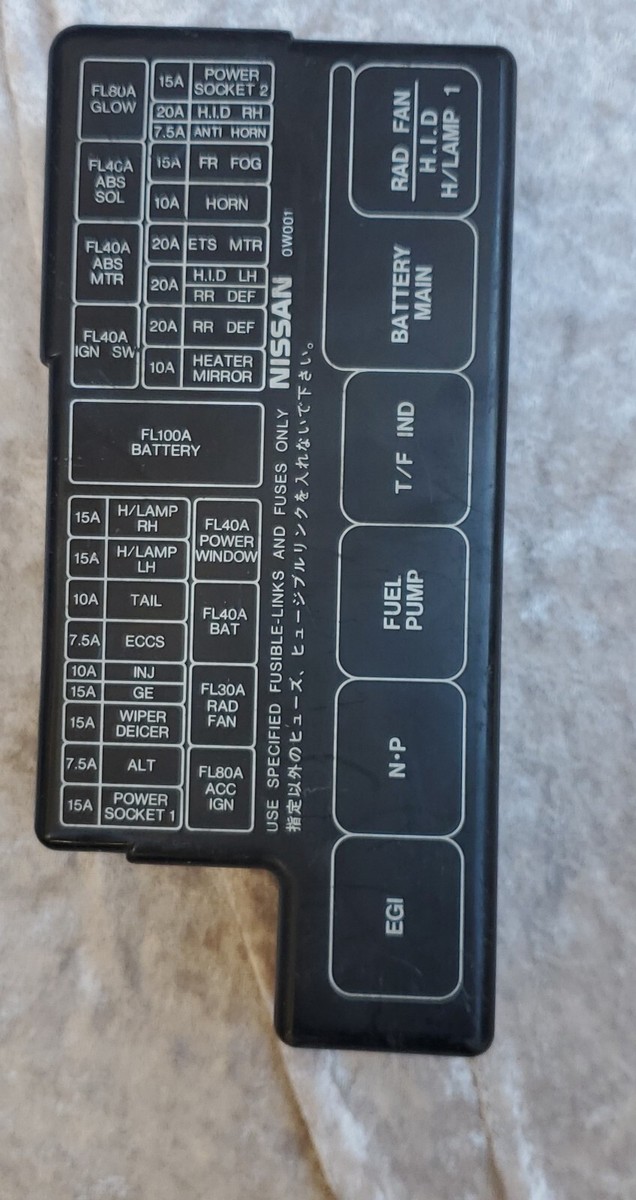 FL80A
GLOW
15A
POWER
SOCKET 2
20A
H.I.D RH
7.5A
ANTI HORN
FL40A
ABS
SOL
15A
FR FOG
10A
HORN
FL40A
ABS
MTR
20A
ETS MTR
20A
H.I.D LH
RR DEF
FL40A
IGN SW
20A
RR DEF
10A
HEATER
MIRROR
FL100A
BATTERY
15A
H/LAMP
RH
15A
H/LAMP
LH
FL40A
POWER
WINDOW
10A
TAIL
7.5A
ECCS
FL40A
BAT
10A
INJ
15A
GE
15A
WIPER
DEICER
FL30A
RAD
FAN
7.5A
ALT
15A
POWER
SOCKET 1
FL80A
ACC
IGN
NISSAN 0W001
USE SPECIFIED FUSIBLE-LINKS AND FUSES ONLY
指定以外のヒューズ、ヒュージブルリンクを入れないで下さい。
RAD FAN
H.I.D
H/LAMP 1
BATTERY
MAIN
T/F IND
FUEL
PUMP
N·P
EGI